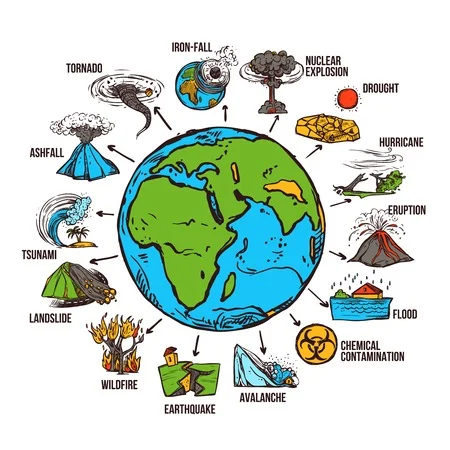 IRON-FALL
NUCLEAR
EXPLOSION
TORNADO
DROUGHT
ASHFALL
HURRICANE
ERUPTION
TSUNAMI
LANDSLIDE
FLOOD
CHEMICAL
CONTAMINATION
WILDFIRE
AVALANCHE
EARTHQUAKE